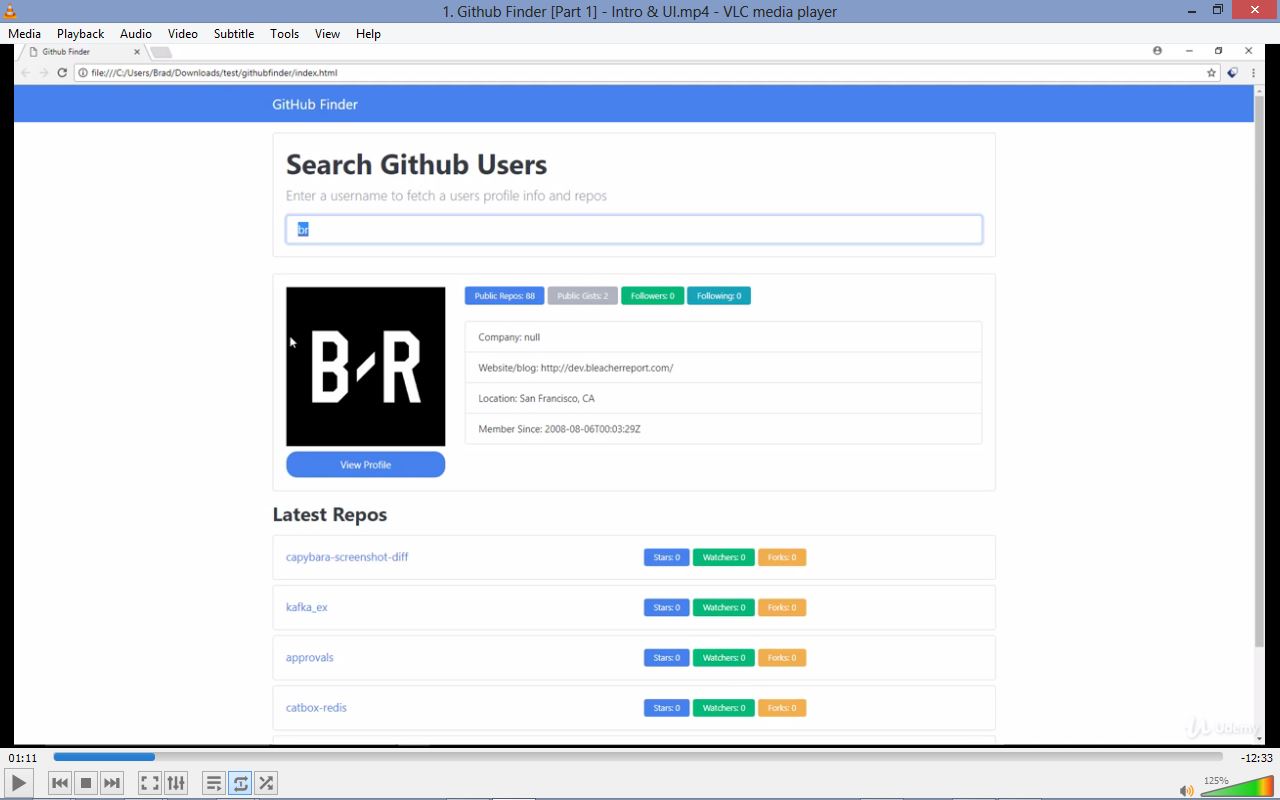 1. Github Finder [Part 1] - Intro & UI.mp4 - VLC media player
Media Playback Audio Video Subtitle Tools View Help
Github Finder
file:///C:/Users/Brad/Downloads/test/githubfinder/index.html
GitHub Finder
Search Github Users
Enter a username to fetch a users profile info and repos
br
B R
Public Repos: 88 Public Gists: 2 Followers: 0 Following: 0
Company: null
Website/blog: http://dev.bleacherreport.com/
Location: San Francisco, CA
Member Since: 2008-08-06T00:03:29Z
View Profile
Latest Repos
capybara-screenshot-diff Stars: 0 Watchers: 0 Forks: 0
kafka_ex Stars: 0 Watchers: 0 Forks: 0
approvals Stars: 0 Watchers: 0 Forks: 0
catbox-redis Stars: 0 Watchers: 0 Forks: 0
Udemy
01:11 -12:33
125%